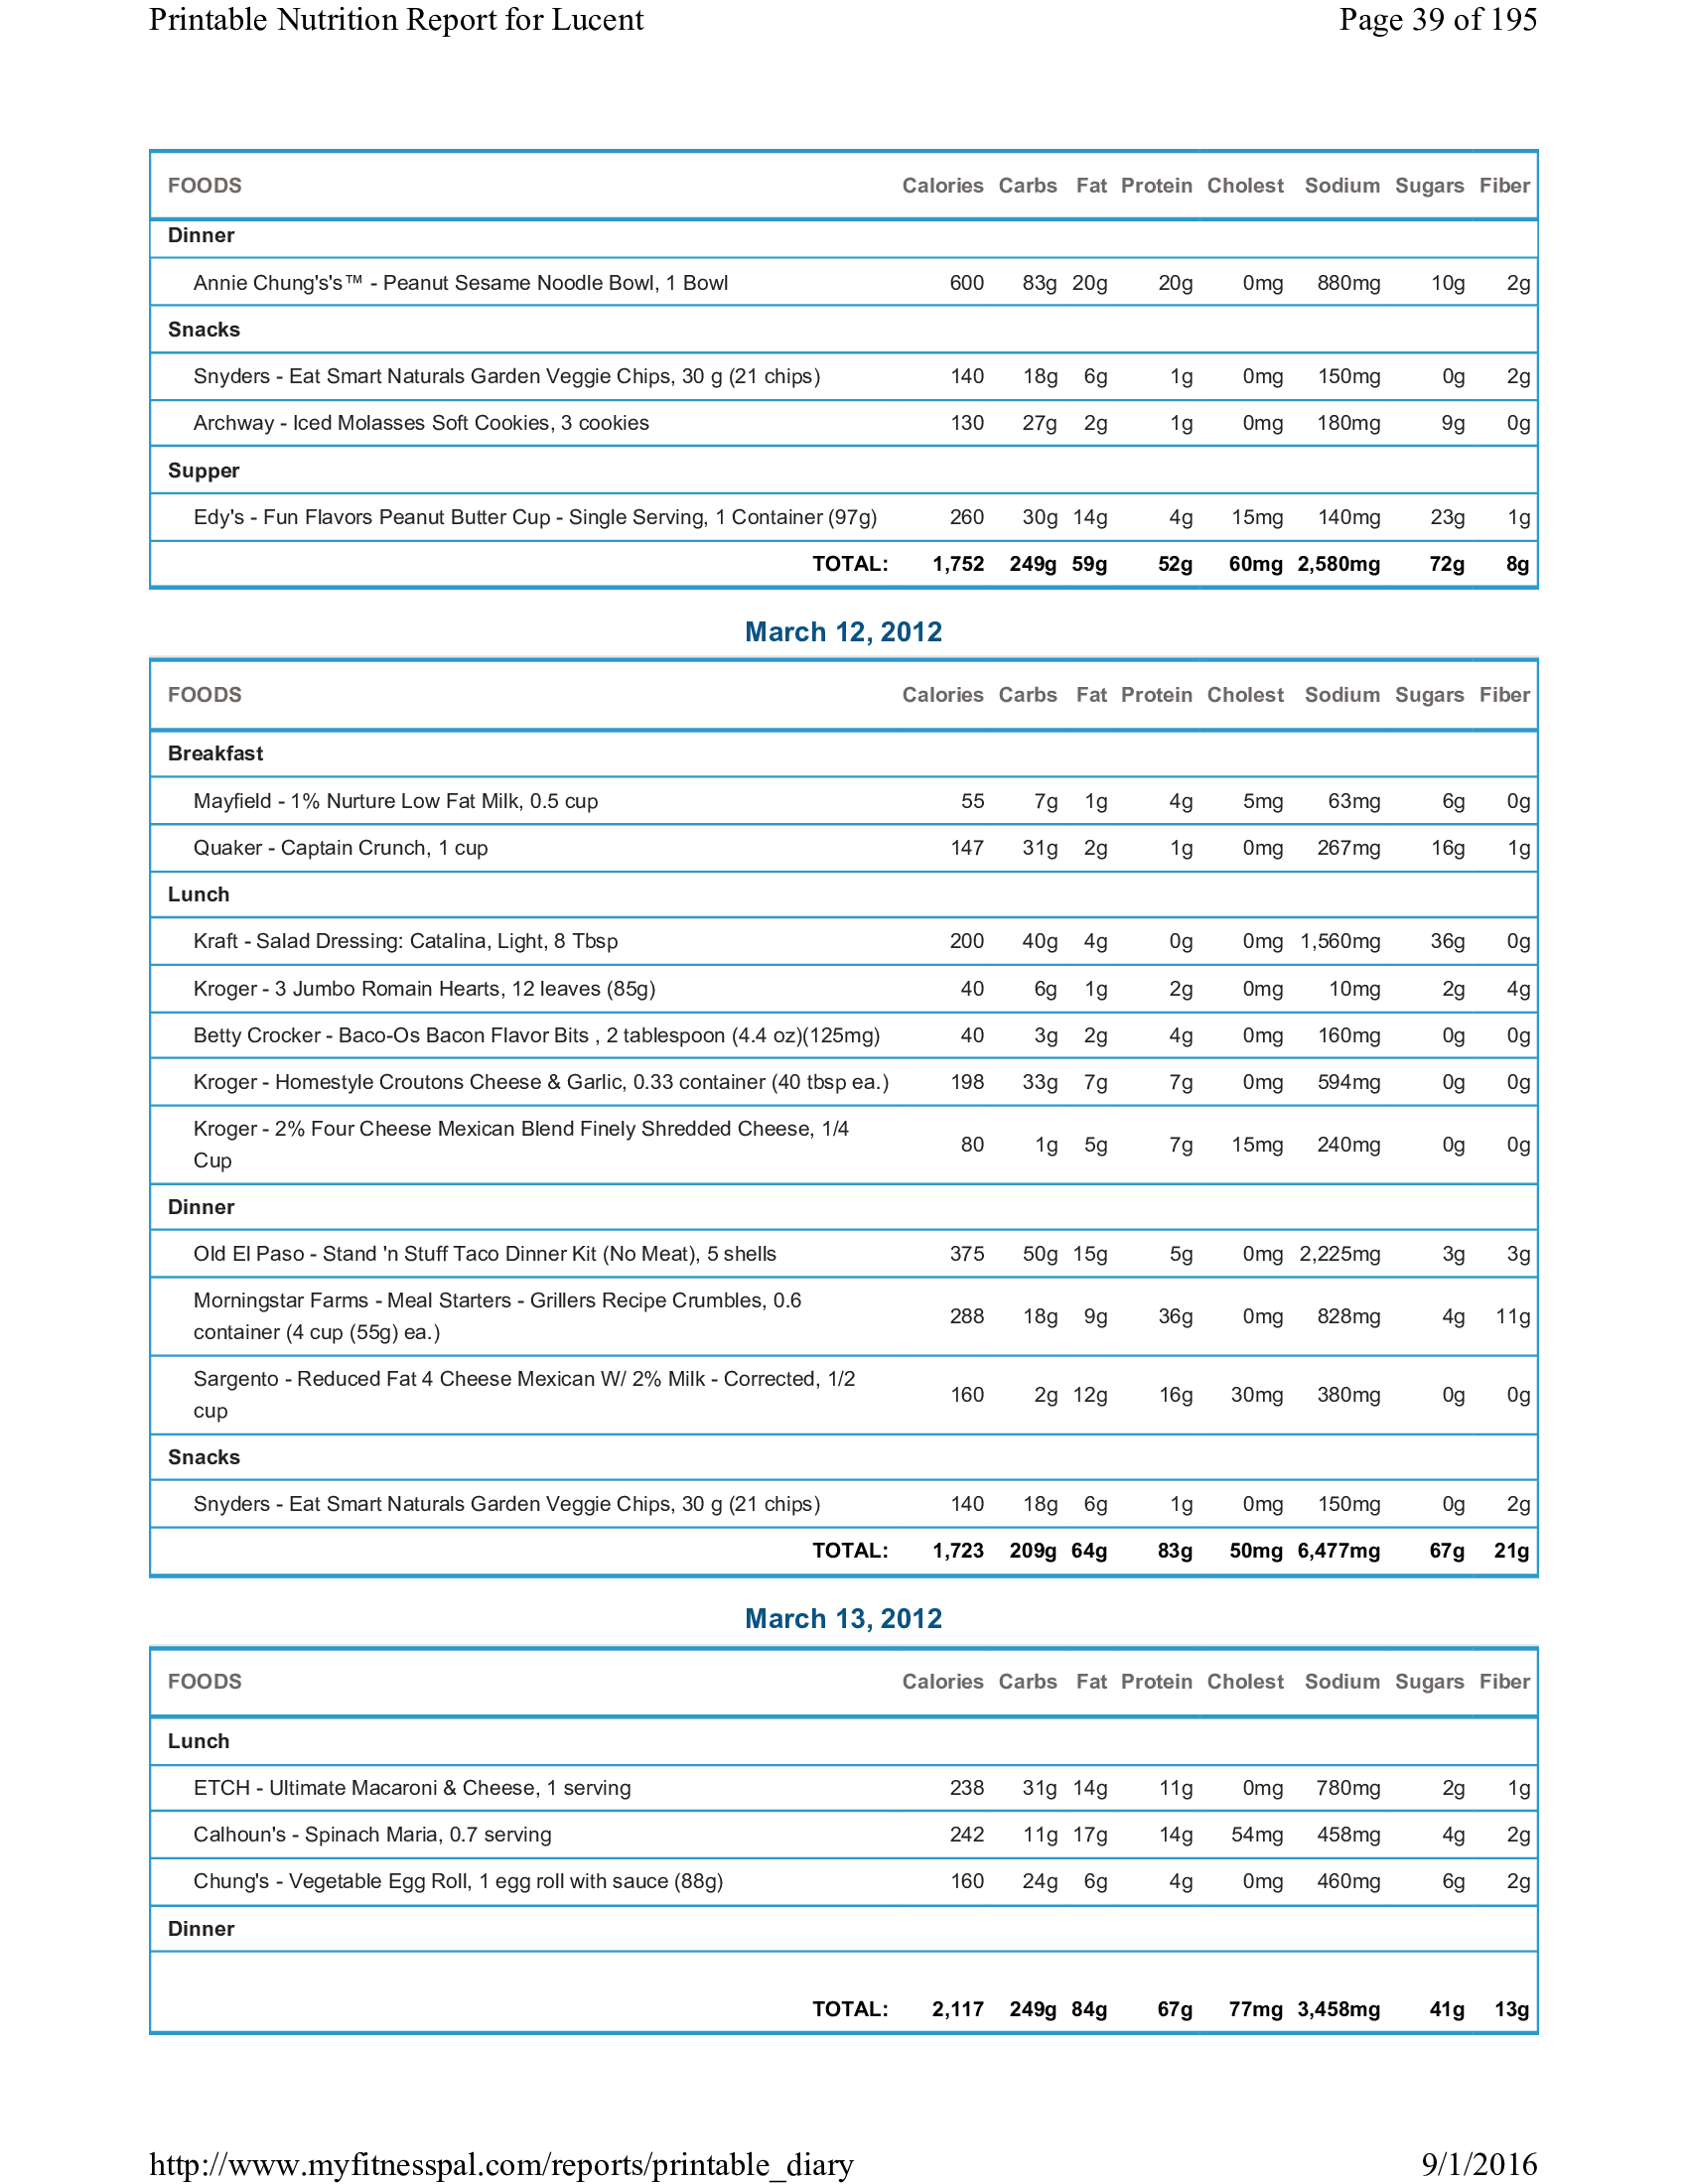 Printable Nutrition Report for Lucent Page 39 of 195
FOODS Calories Carbs Fat Protein Cholest Sodium Sugars Fiber
Dinner
Annie Chung's's™ - Peanut Sesame Noodle Bowl, 1 Bowl 600 83g 20g 20g 0mg 880mg 10g 2g
Snacks
Snyders - Eat Smart Naturals Garden Veggie Chips, 30 g (21 chips) 140 18g 6g 1g 0mg 150mg 0g 2g
Archway - Iced Molasses Soft Cookies, 3 cookies 130 27g 2g 1g 0mg 180mg 9g 0g
Supper
Edy's - Fun Flavors Peanut Butter Cup - Single Serving, 1 Container (97g) 260 30g 14g 4g 15mg 140mg 23g 1g
TOTAL: 1,752 249g 59g 52g 60mg 2,580mg 72g 8g
March 12, 2012
FOODS Calories Carbs Fat Protein Cholest Sodium Sugars Fiber
Breakfast
Mayfield - 1% Nurture Low Fat Milk, 0.5 cup 55 7g 1g 4g 5mg 63mg 6g 0g
Quaker - Captain Crunch, 1 cup 147 31g 2g 1g 0mg 267mg 16g 1g
Lunch
Kraft - Salad Dressing: Catalina, Light, 8 Tbsp 200 40g 4g 0g 0mg 1,560mg 36g 0g
Kroger - 3 Jumbo Romain Hearts, 12 leaves (85g) 40 6g 1g 2g 0mg 10mg 2g 4g
Betty Crocker - Baco-Os Bacon Flavor Bits , 2 tablespoon (4.4 oz)(125mg) 40 3g 2g 4g 0mg 160mg 0g 0g
Kroger - Homestyle Croutons Cheese & Garlic, 0.33 container (40 tbsp ea.) 198 33g 7g 7g 0mg 594mg 0g 0g
Kroger - 2% Four Cheese Mexican Blend Finely Shredded Cheese, 1/4
Cup 80 1g 5g 7g 15mg 240mg 0g 0g
Dinner
Old El Paso - Stand 'n Stuff Taco Dinner Kit (No Meat), 5 shells 375 50g 15g 5g 0mg 2,225mg 3g 3g
Morningstar Farms - Meal Starters - Grillers Recipe Crumbles, 0.6
container (4 cup (55g) ea.) 288 18g 9g 36g 0mg 828mg 4g 11g
Sargento - Reduced Fat 4 Cheese Mexican W/ 2% Milk - Corrected, 1/2
cup 160 2g 12g 16g 30mg 380mg 0g 0g
Snacks
Snyders - Eat Smart Naturals Garden Veggie Chips, 30 g (21 chips) 140 18g 6g 1g 0mg 150mg 0g 2g
TOTAL: 1,723 209g 64g 83g 50mg 6,477mg 67g 21g
March 13, 2012
FOODS Calories Carbs Fat Protein Cholest Sodium Sugars Fiber
Lunch
ETCH - Ultimate Macaroni & Cheese, 1 serving 238 31g 14g 11g 0mg 780mg 2g 1g
Calhoun's - Spinach Maria, 0.7 serving 242 11g 17g 14g 54mg 458mg 4g 2g
Chung's - Vegetable Egg Roll, 1 egg roll with sauce (88g) 160 24g 6g 4g 0mg 460mg 6g 2g
Dinner
TOTAL: 2,117 249g 84g 67g 77mg 3,458mg 41g 13g
http://www.myfitnesspal.com/reports/printable_diary 9/1/2016